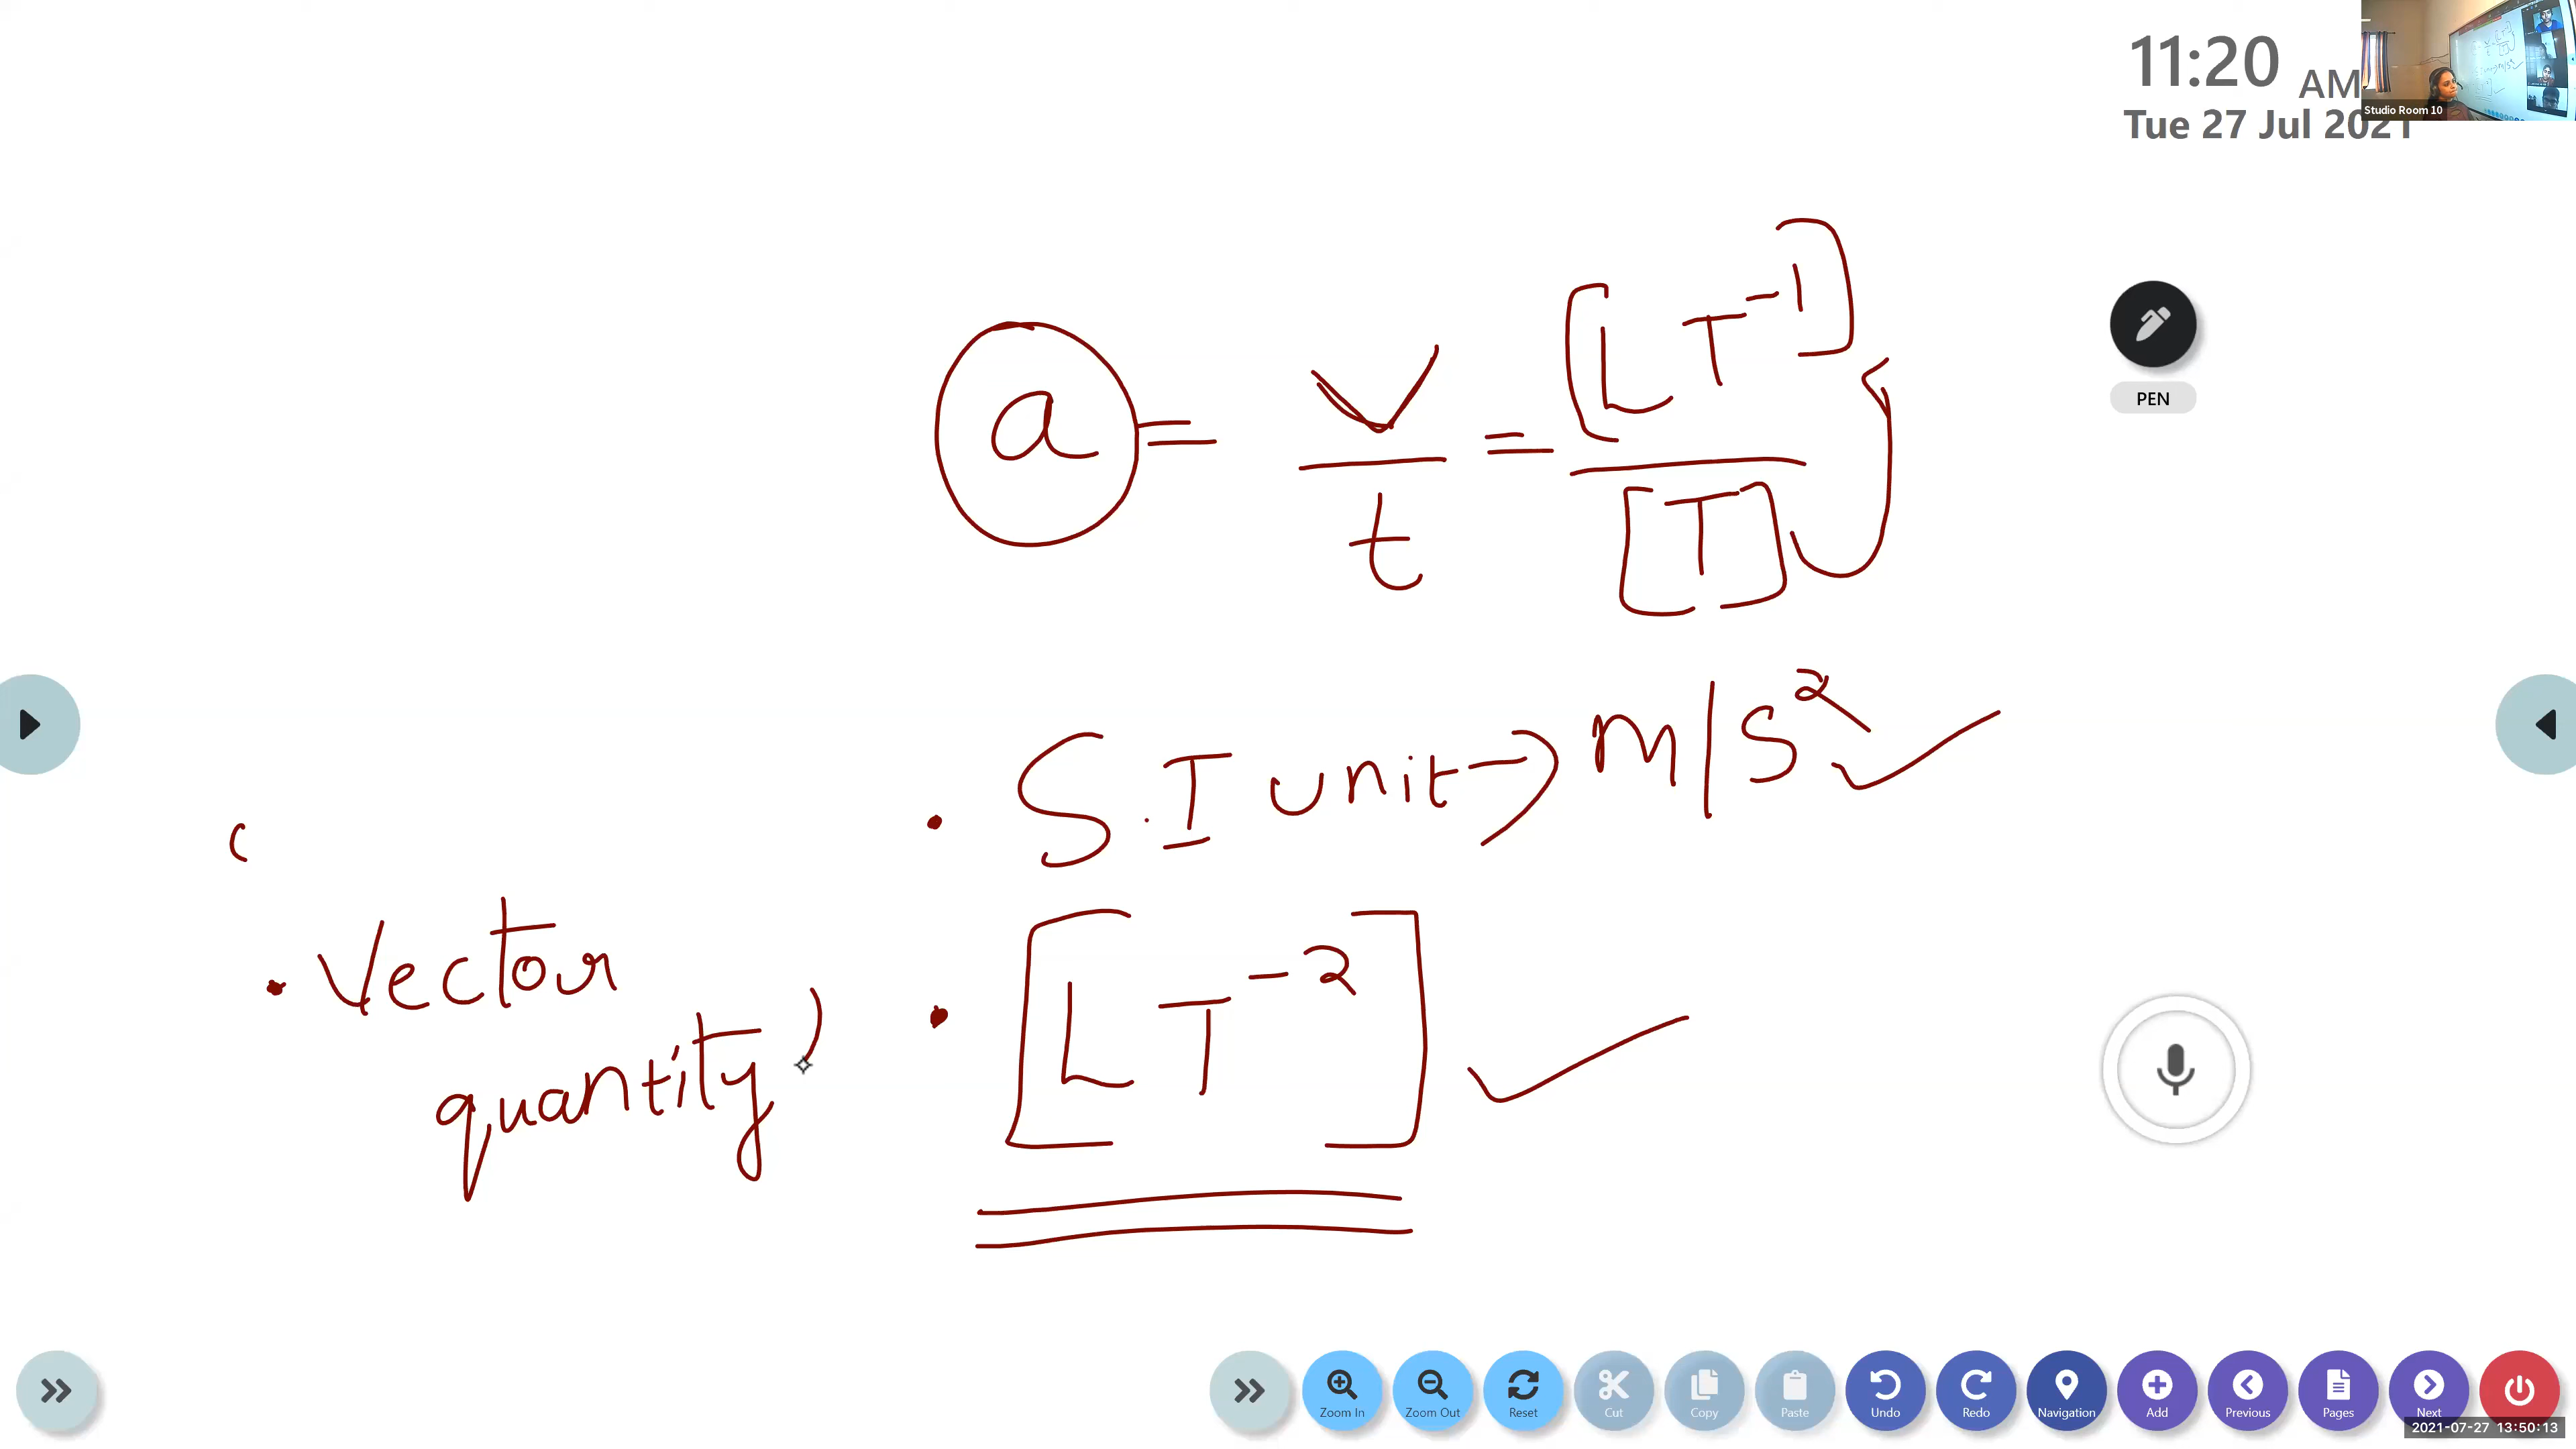 11:20 AM
Studio Room 10
Tue 27 Jul 2021
a = v/t = [LT⁻¹]/[T]
PEN
. S.I unit → m/s²
. Vector
quantity
. [LT⁻²]
Zoom In
Zoom Out
Reset
Cut
Copy
Paste
Undo
Redo
Navigation
Add
Previous
Pages
Next
2021-07-27 13:50:13